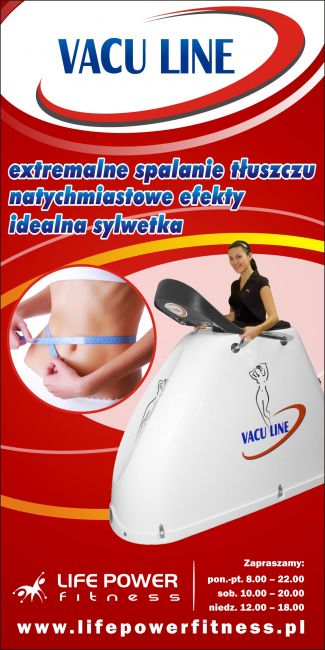 VACU LINE
extremalne spalanie tłuszczu
natychmiastowe efekty
idealna sylwetka
VACU LINE
LIFE POWER
fitness
Zapraszamy:
pon.-pt. 8.00 – 22.00
sob. 10.00 – 20.00
niedz. 12.00 – 18.00
www.lifepowerfitness.pl